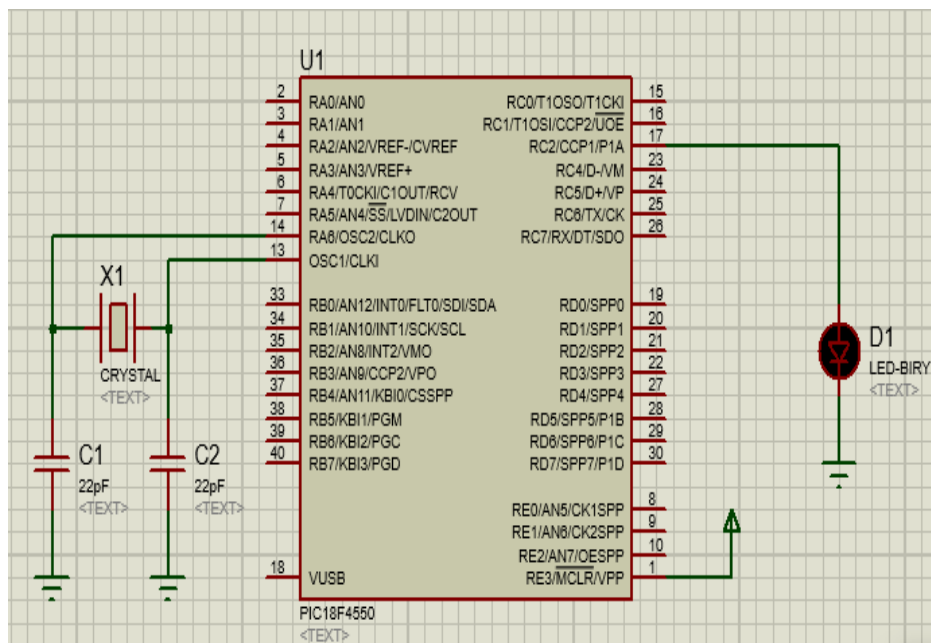 U1
2 RA0/AN0
3 RA1/AN1
4 RA2/AN2/VREF-/CVREF
5 RA3/AN3/VREF+
6 RA4/T0CKI/C1OUT/RCV
7 RA5/AN4/SS/LVDIN/C2OUT
14 RA6/OSC2/CLKO
13 OSC1/CLKI
33 RB0/AN12/INT0/FLT0/SDI/SDA
34 RB1/AN10/INT1/SCK/SCL
35 RB2/AN8/INT2/VMO
36 RB3/AN9/CCP2/VPO
37 RB4/AN11/KBI0/CSSPP
38 RB5/KBI1/PGM
39 RB6/KBI2/PGC
40 RB7/KBI3/PGD
18 VUSB
RC0/T1OSO/T1CKI 15
RC1/T1OSI/CCP2/UOE 16
RC2/CCP1/P1A 17
RC4/D-/VM 23
RC5/D+/VP 24
RC6/TX/CK 25
RC7/RX/DT/SDO 26
RD0/SPP0 19
RD1/SPP1 20
RD2/SPP2 21
RD3/SPP3 22
RD4/SPP4 27
RD5/SPP5/P1B 28
RD6/SPP6/P1C 29
RD7/SPP7/P1D 30
RE0/AN5/CK1SPP 8
RE1/AN6/CK2SPP 9
RE2/AN7/OESPP 10
RE3/MCLR/VPP 1
PIC18F4550
<TEXT>
X1
CRYSTAL
<TEXT>
C1
22pF
<TEXT>
C2
22pF
<TEXT>
D1
LED-BIRY
<TEXT>